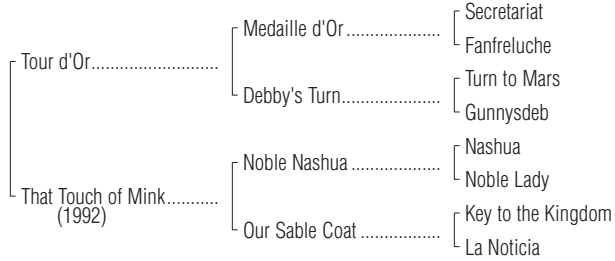 Secretariat
Medaille d'Or
Fanfreluche
Tour d'Or
Turn to Mars
Debby's Turn
Gunnysdeb
Nashua
Noble Nashua
Noble Lady
That Touch of Mink
(1992)
Key to the Kingdom
Our Sable Coat
La Noticia